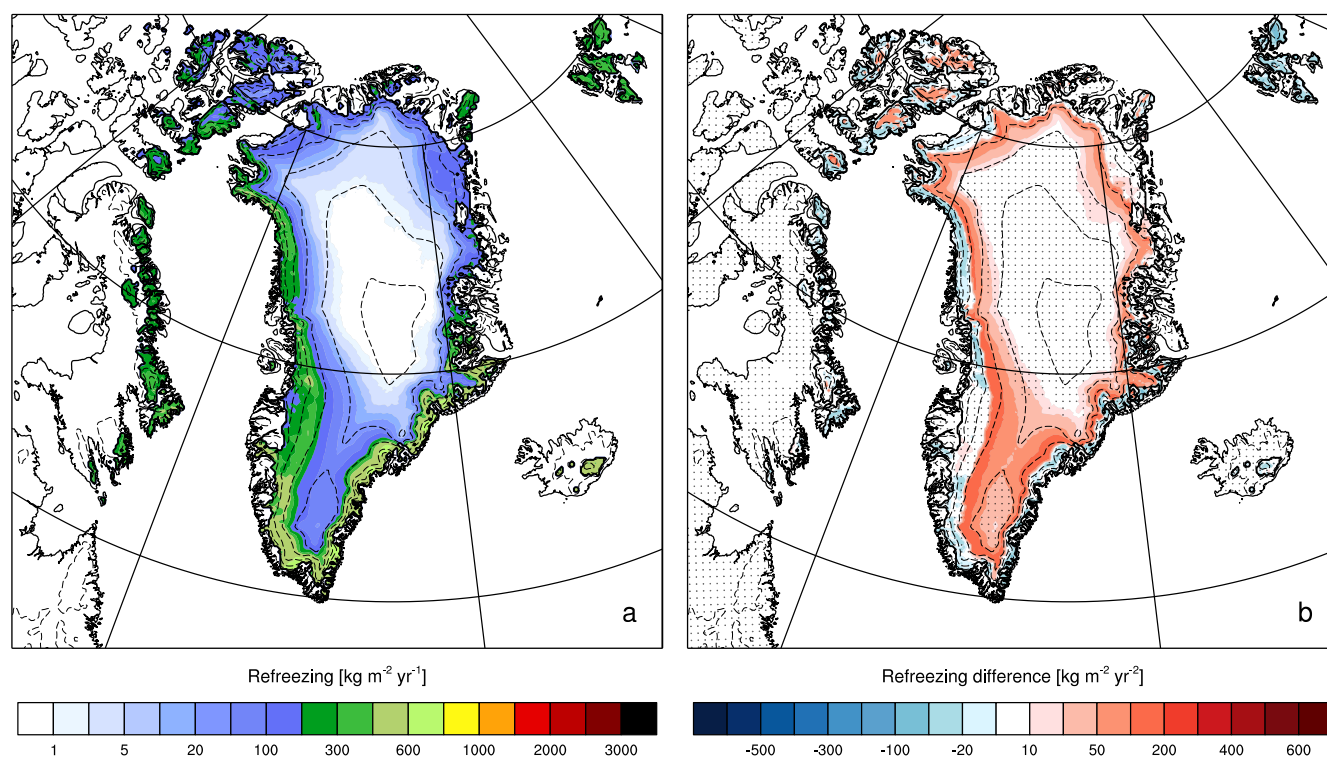 a
b
Refreezing [kg m⁻² yr⁻¹]
Refreezing difference [kg m⁻² yr⁻²]
1 5 20 100 300 600 1000 2000 3000
-500 -300 -100 -20 10 50 200 400 600